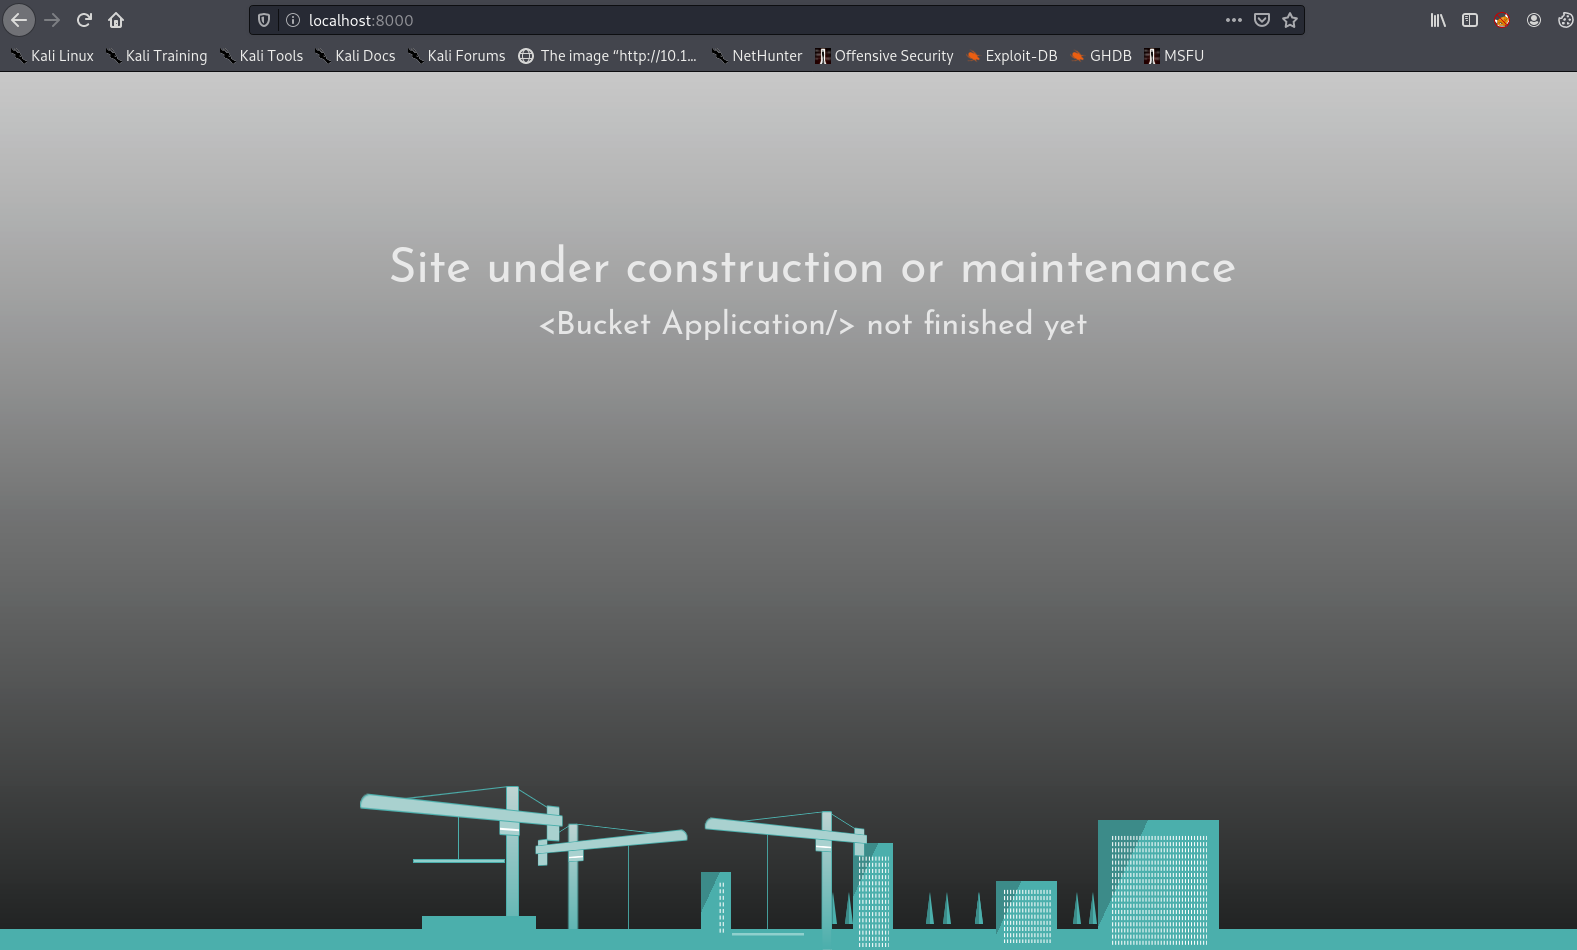 localhost:8000
Kali Linux Kali Training Kali Tools Kali Docs Kali Forums The image “http://10.1... NetHunter Offensive Security Exploit-DB GHDB MSFU
Site under construction or maintenance
<Bucket Application/> not finished yet